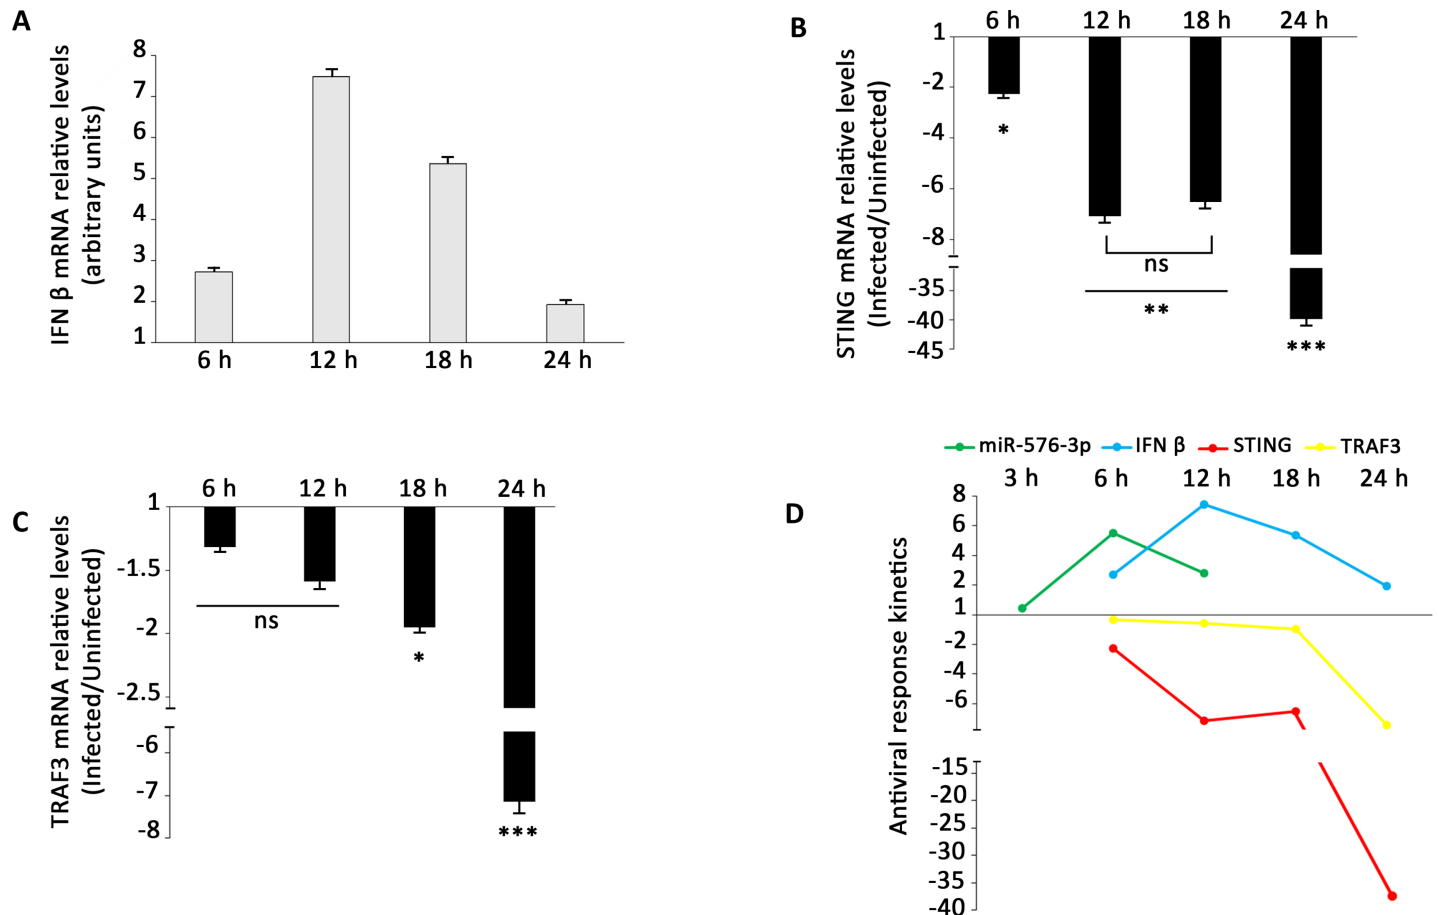 A
IFN β mRNA relative levels
(arbitrary units)
8
7
6
5
4
3
2
1
6 h 12 h 18 h 24 h
B
STING mRNA relative levels
(Infected/Uninfected)
6 h 12 h 18 h 24 h
1
-2
-4
-6
-8
-35
-40
-45
*
ns
**
***
C
TRAF3 mRNA relative levels
(Infected/Uninfected)
6 h 12 h 18 h 24 h
1
-1.5
-2
-2.5
-6
-7
-8
ns
*
***
D
Antiviral response kinetics
miR-576-3p IFN β STING TRAF3
3 h 6 h 12 h 18 h 24 h
8
6
4
2
1
-2
-4
-6
-15
-20
-25
-30
-35
-40